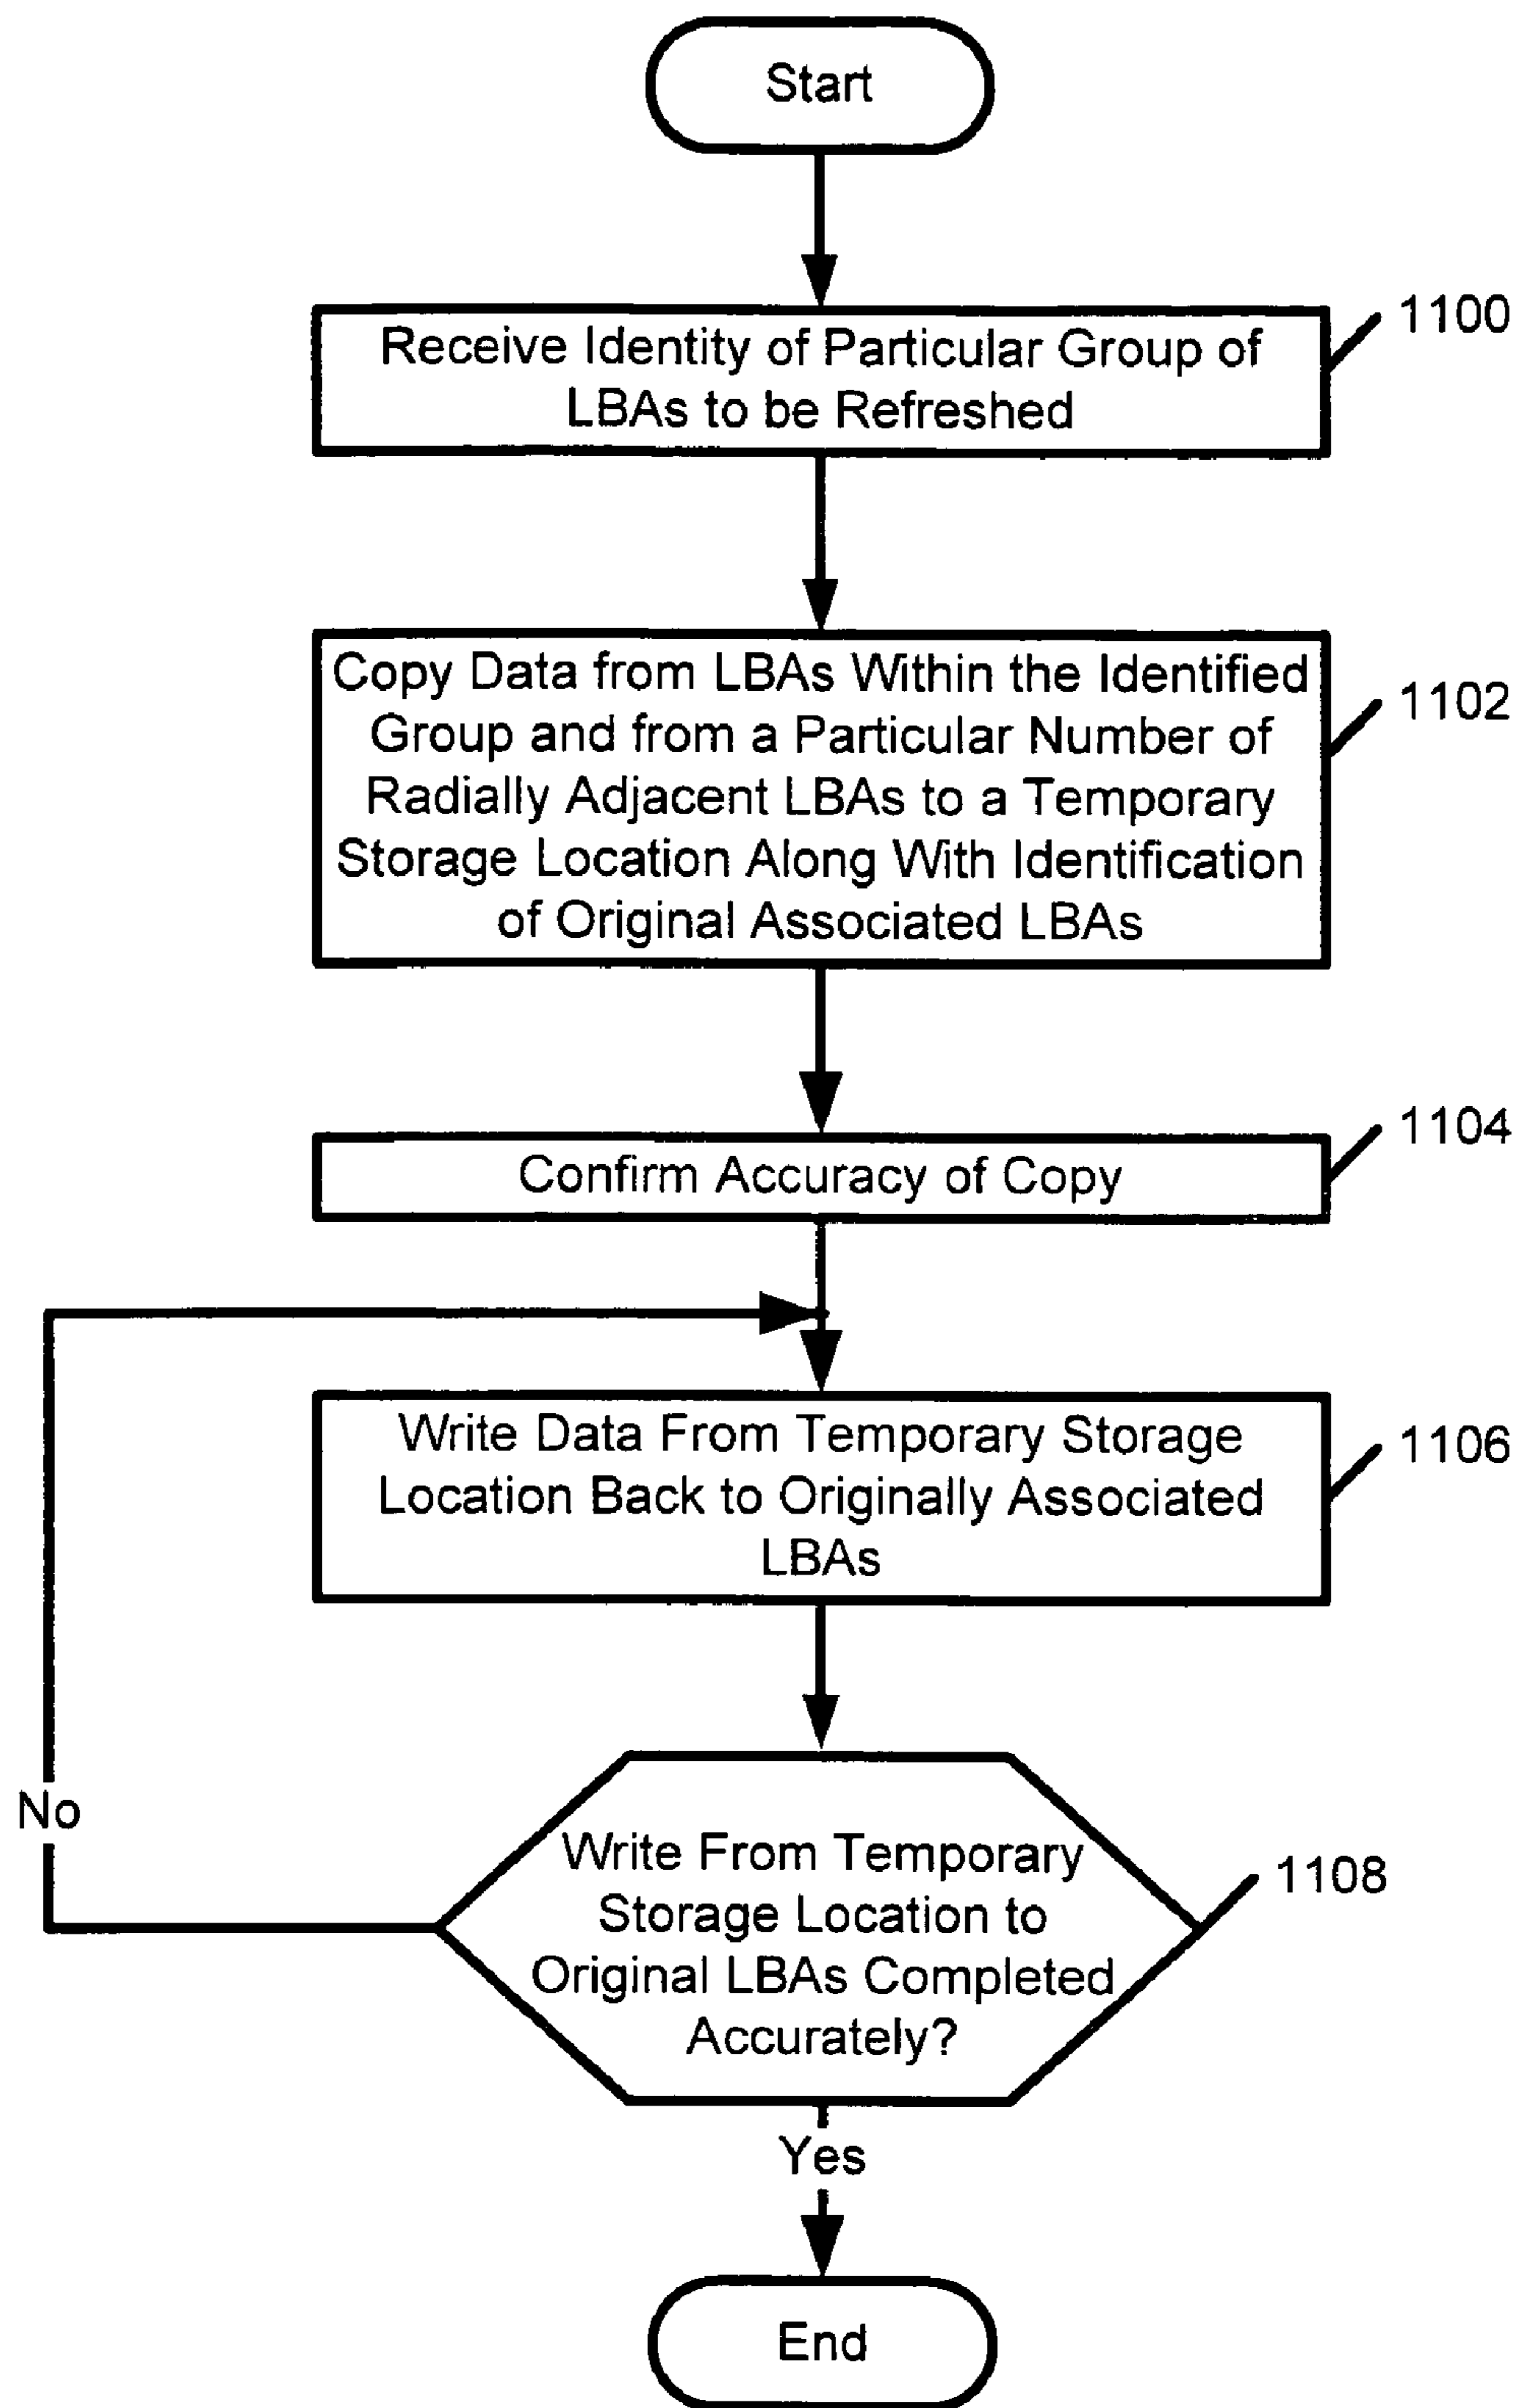 Start
Receive Identity of Particular Group of
LBAs to be Refreshed
1100
Copy Data from LBAs Within the Identified
Group and from a Particular Number of
Radially Adjacent LBAs to a Temporary
Storage Location Along With Identification
of Original Associated LBAs
1102
Confirm Accuracy of Copy
1104
Write Data From Temporary Storage
Location Back to Originally Associated
LBAs
1106
No
Write From Temporary
Storage Location to
Original LBAs Completed
Accurately?
1108
Yes
End